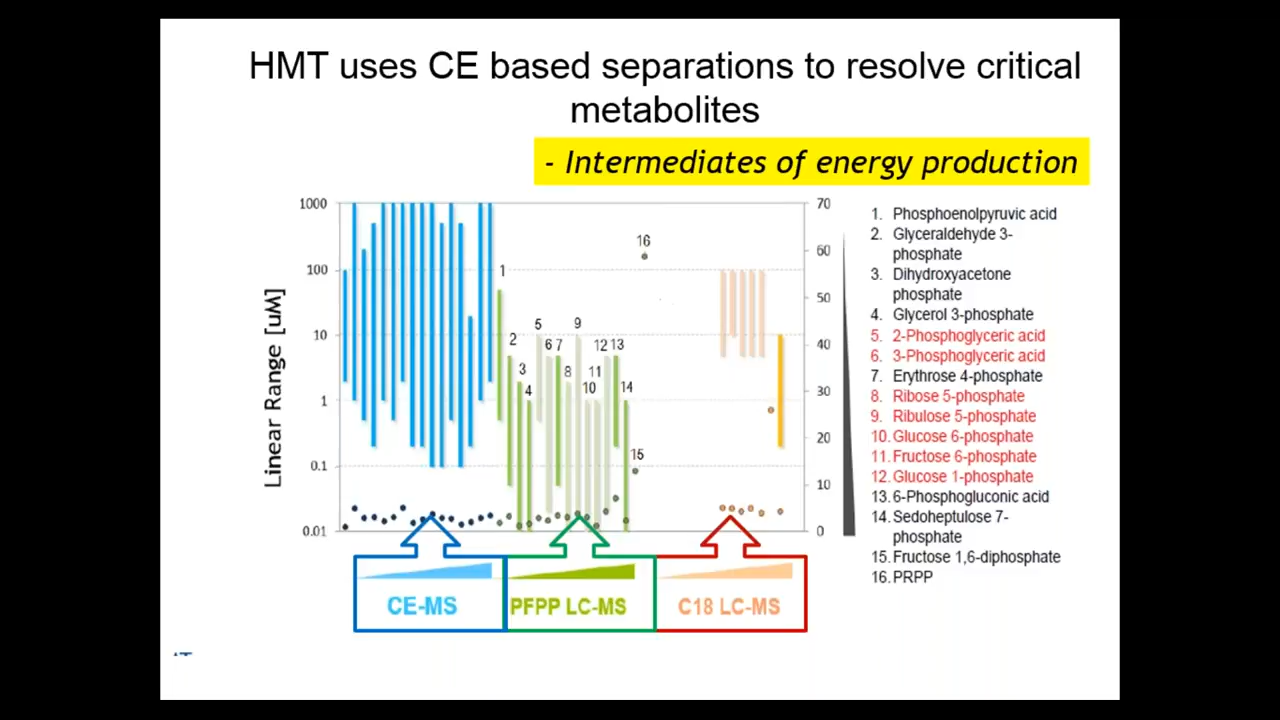 HMT uses CE based separations to resolve critical
metabolites
- Intermediates of energy production
Linear Range [uM]
1000
100
10
1
0.1
0.01
1
2
3
4
5
6
7
8
9
10
11
12
13
14
15
16
70
60
50
40
30
20
10
0
CE-MS
PFPP LC-MS
C18 LC-MS
1. Phosphoenolpyruvic acid
2. Glyceraldehyde 3-
phosphate
3. Dihydroxyacetone
phosphate
4. Glycerol 3-phosphate
5. 2-Phosphoglyceric acid
6. 3-Phosphoglyceric acid
7. Erythrose 4-phosphate
8. Ribose 5-phosphate
9. Ribulose 5-phosphate
10. Glucose 6-phosphate
11. Fructose 6-phosphate
12. Glucose 1-phosphate
13. 6-Phosphogluconic acid
14. Sedoheptulose 7-
phosphate
15. Fructose 1,6-diphosphate
16. PRPP